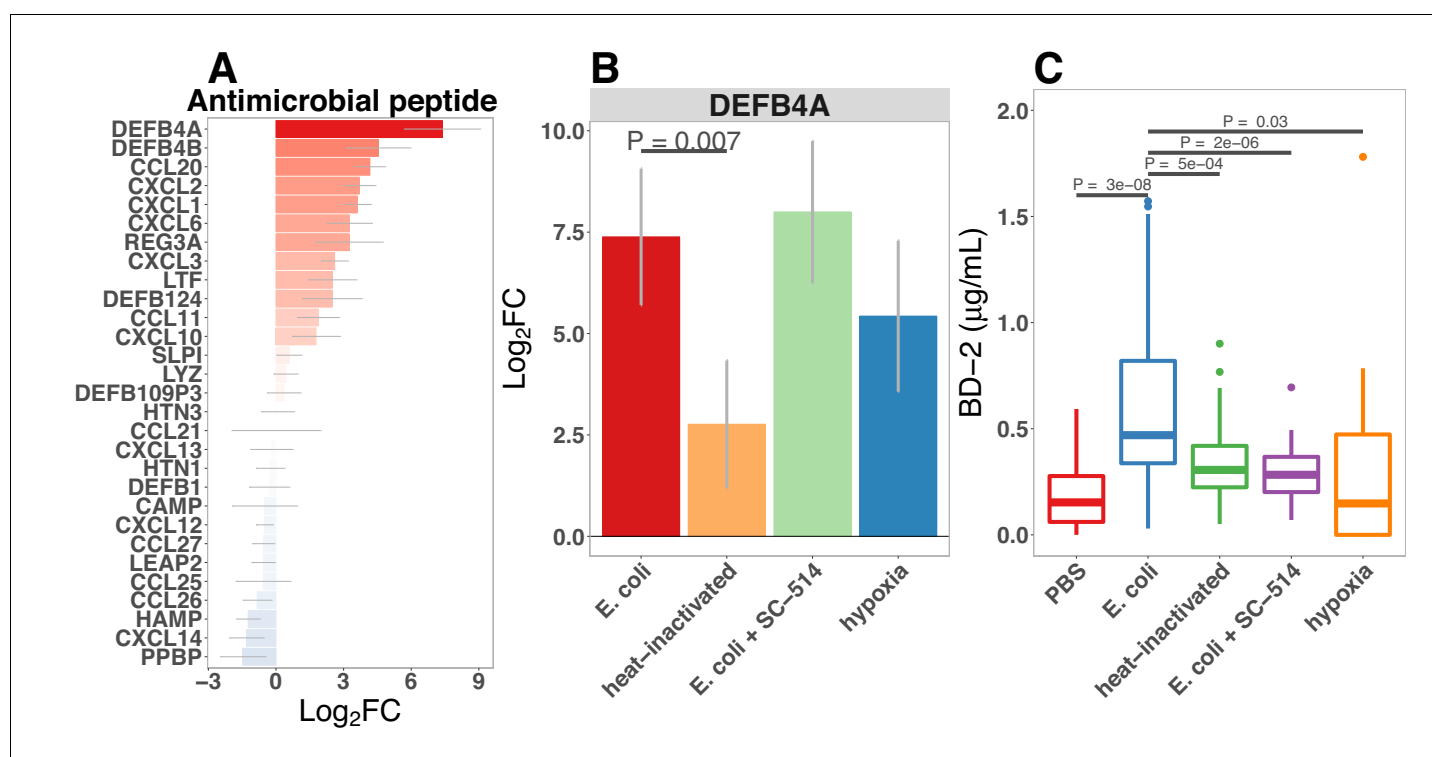 A
Antimicrobial peptide
DEFB4A
DEFB4B
CCL20
CXCL2
CXCL1
CXCL6
REG3A
CXCL3
LTF
DEFB124
CCL11
CXCL10
SLPI
LYZ
DEFB109P3
HTN3
CCL21
CXCL13
HTN1
DEFB1
CAMP
CXCL12
CCL27
LEAP2
CCL25
CCL26
HAMP
CXCL14
PPBP
−3 0 3 6 9
Log₂FC
B
DEFB4A
P = 0.007
10.0
7.5
5.0
2.5
0.0
Log₂FC
E. coli
heat−inactivated
E. coli + SC−514
hypoxia
C
2.0
1.5
1.0
0.5
0.0
BD−2 (μg/mL)
P = 0.03
P = 2e−06
P = 5e−04
P = 3e−08
PBS
E. coli
heat−inactivated
E. coli + SC−514
hypoxia